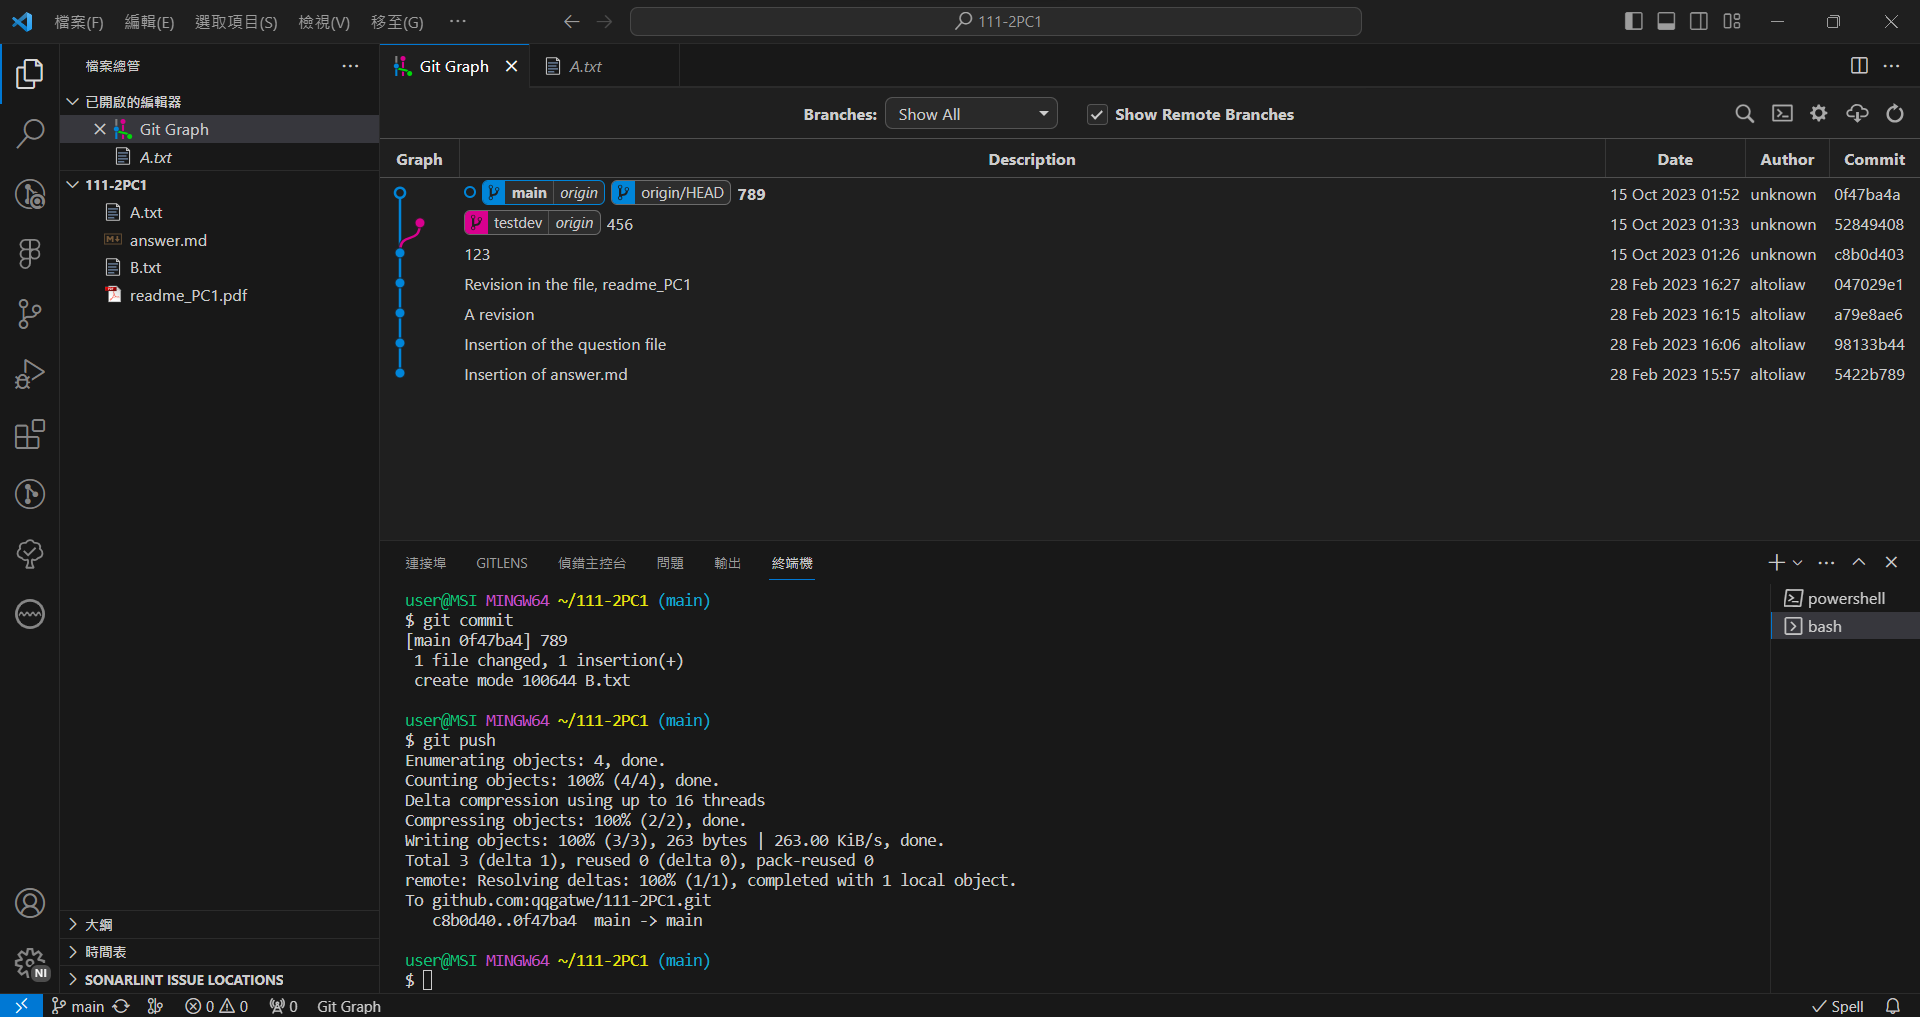 檔案(F) 編輯(E) 選取項目(S) 檢視(V) 移至(G) ··· 111-2PC1
檔案總管
已開啟的編輯器
Git Graph
A.txt
111-2PC1
A.txt
answer.md
B.txt
readme_PC1.pdf
大綱
時間表
SONARLINT ISSUE LOCATIONS
Git Graph A.txt
Branches: Show All Show Remote Branches
Graph Description Date Author Commit
main origin origin/HEAD 789 15 Oct 2023 01:52 unknown 0f47ba4a
testdev origin 456 15 Oct 2023 01:33 unknown 52849408
123 15 Oct 2023 01:26 unknown c8b0d403
Revision in the file, readme_PC1 28 Feb 2023 16:27 altoliaw 047029e1
A revision 28 Feb 2023 16:15 altoliaw a79e8ae6
Insertion of the question file 28 Feb 2023 16:06 altoliaw 98133b44
Insertion of answer.md 28 Feb 2023 15:57 altoliaw 5422b789
連接埠 GITLENS 偵錯主控台 問題 輸出 終端機
user@MSI MINGW64 ~/111-2PC1 (main)
$ git commit
[main 0f47ba4] 789
1 file changed, 1 insertion(+)
create mode 100644 B.txt
user@MSI MINGW64 ~/111-2PC1 (main)
$ git push
Enumerating objects: 4, done.
Counting objects: 100% (4/4), done.
Delta compression using up to 16 threads
Compressing objects: 100% (2/2), done.
Writing objects: 100% (3/3), 263 bytes | 263.00 KiB/s, done.
Total 3 (delta 1), reused 0 (delta 0), pack-reused 0
remote: Resolving deltas: 100% (1/1), completed with 1 local object.
To github.com:qqgatwe/111-2PC1.git
c8b0d40..0f47ba4  main -> main
user@MSI MINGW64 ~/111-2PC1 (main)
$
powershell
bash
NI
main 0 0 0 Git Graph Spell